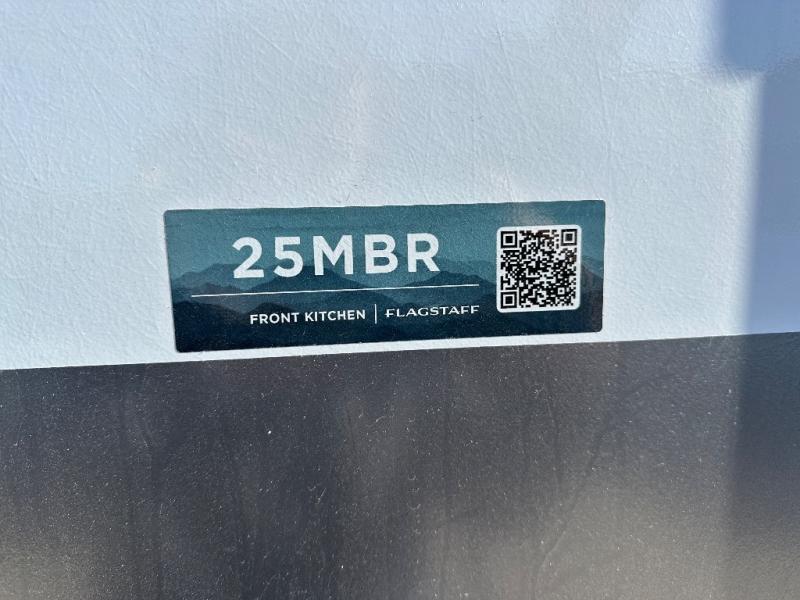 25MBR
FRONT KITCHEN | FLAGSTAFF